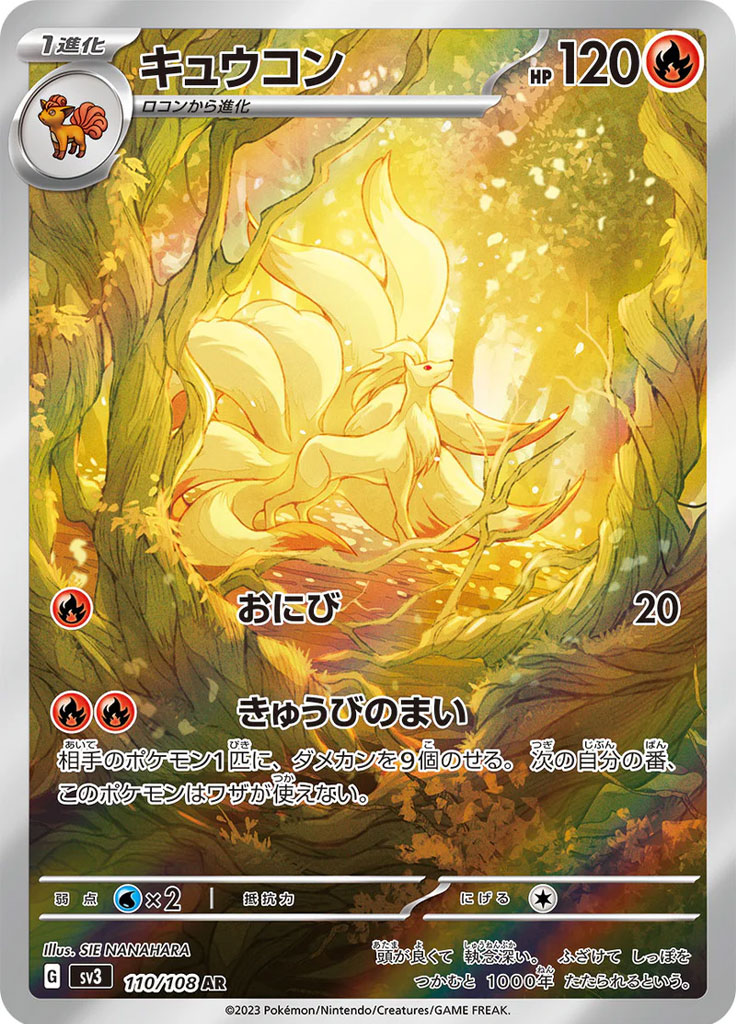 1進化
キュウコン
HP 120
ロコンから進化
おにび 20
きゅうびのまい
相手のポケモン1匹に、ダメカンを9個のせる。次の自分の番、
このポケモンはワザが使えない。
弱点 ×2 抵抗力 にげる
Illus. SIE NANAHARA
頭が良くて 執念深い。 ふざけて しっぽを
つかむと 1000年 たたられるという。
G sv3 110/108 AR
©2023 Pokémon/Nintendo/Creatures/GAME FREAK.